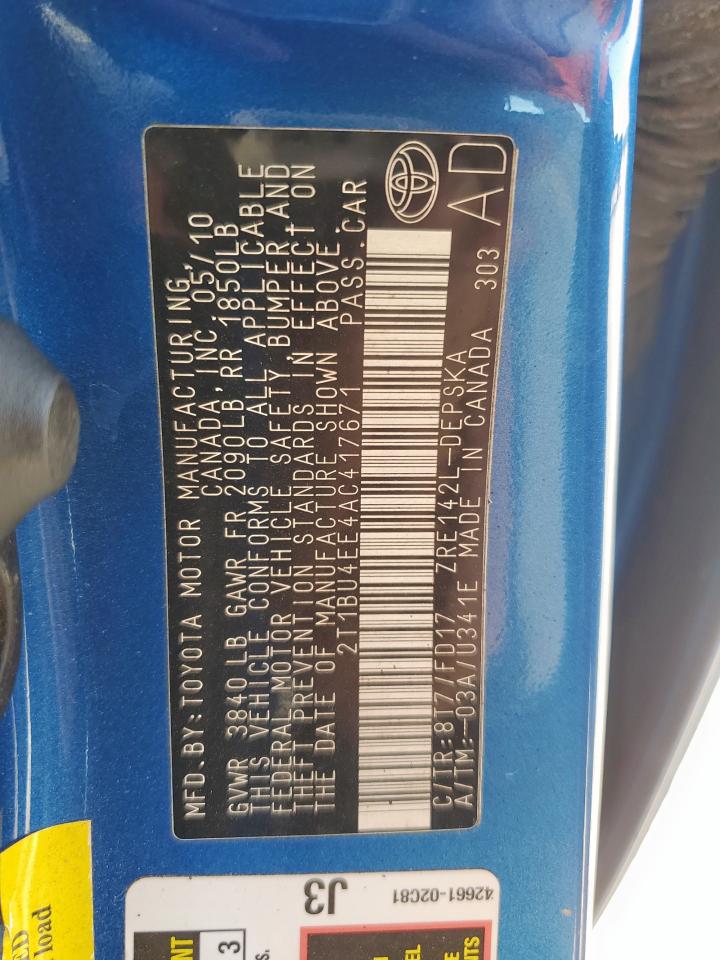 MFD. BY: TOYOTA MOTOR MANUFACTURING,
CANADA, INC. 05/10
GVWR 3840 LB GAWR FR 2090LB, RR 1850LB
THIS VEHICLE CONFORMS TO ALL APPLICABLE
FEDERAL MOTOR VEHICLE SAFETY, BUMPER, AND
THEFT PREVENTION STANDARDS IN EFFECT ON
THE DATE OF MANUFACTURE SHOWN ABOVE.
2T1BU4EE4AC417671 PASS. CAR
C/TR: 8T7/FD17 ZRE142L-DEPSKA
A/TM: -03A/U341E MADE IN CANADA 303
AD
J3
42661-02C81
load
3